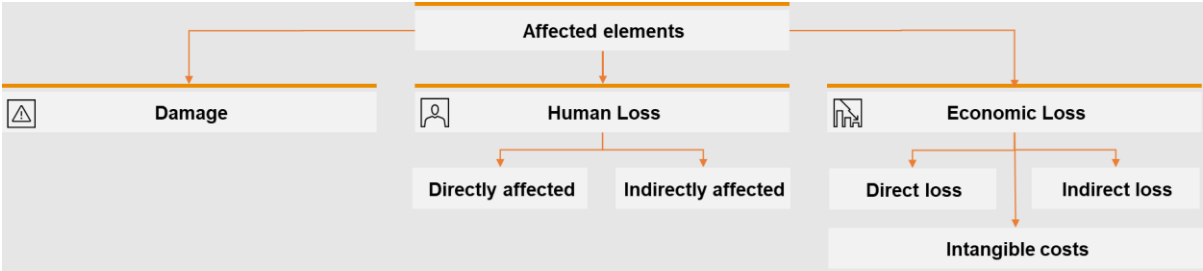 Affected elements
Damage
Human Loss
Economic Loss
Directly affected
Indirectly affected
Direct loss
Indirect loss
Intangible costs